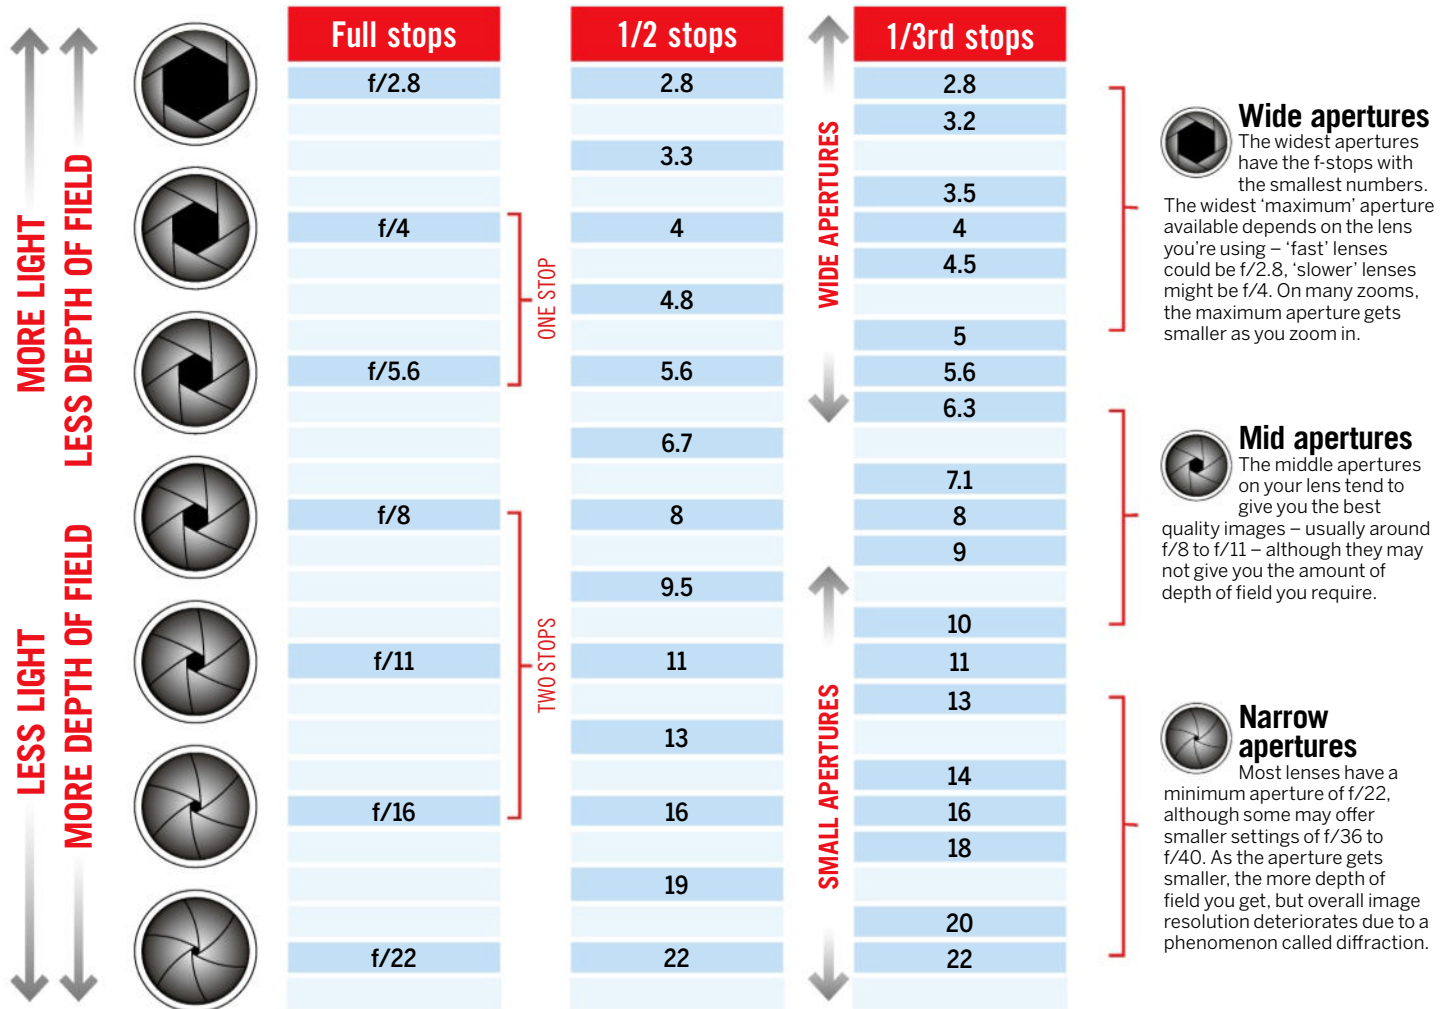 MORE LIGHT
LESS DEPTH OF FIELD
LESS LIGHT
MORE DEPTH OF FIELD
Full stops
f/2.8
f/4
f/5.6
f/8
f/11
f/16
f/22
ONE STOP
TWO STOPS
1/2 stops
2.8
3.3
4
4.8
5.6
6.7
8
9.5
11
13
16
19
22
WIDE APERTURES
SMALL APERTURES
1/3rd stops
2.8
3.2
3.5
4
4.5
5
5.6
6.3
7.1
8
9
10
11
13
14
16
18
20
22
Wide apertures
The widest apertures
have the f-stops with
the smallest numbers.
The widest ‘maximum’ aperture
available depends on the lens
you’re using – ‘fast’ lenses
could be f/2.8, ‘slower’ lenses
might be f/4. On many zooms,
the maximum aperture gets
smaller as you zoom in.
Mid apertures
The middle apertures
on your lens tend to
give you the best
quality images – usually around
f/8 to f/11 – although they may
not give you the amount of
depth of field you require.
Narrow
apertures
Most lenses have a
minimum aperture of f/22,
although some may offer
smaller settings of f/36 to
f/40. As the aperture gets
smaller, the more depth of
field you get, but overall image
resolution deteriorates due to a
phenomenon called diffraction.